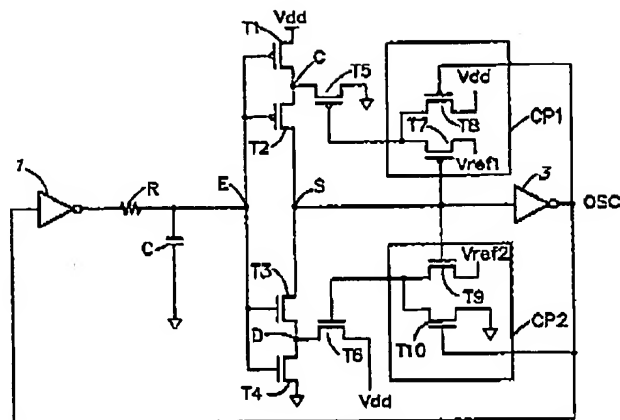 T1
Vdd
C
T5
Vdd
T8
T7
CP1
T2
Vref1
1
R
E
S
3
OSC
C
Vref2
T9
T3
D
T6
T10
CP2
T4
Vdd